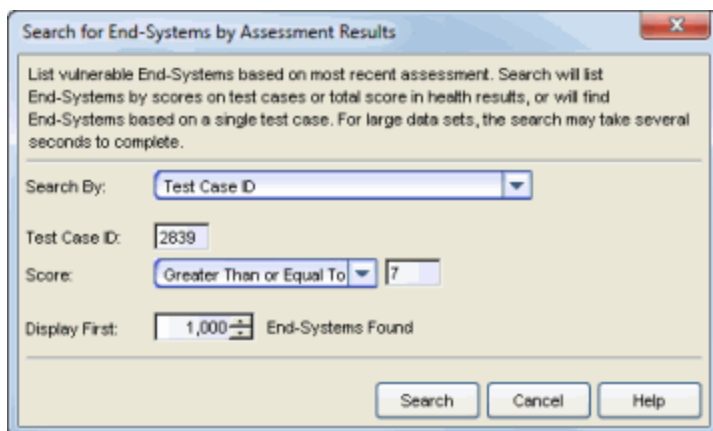 Search for End-Systems by Assessment Results
List vulnerable End-Systems based on most recent assessment. Search will list
End-Systems by scores on test cases or total score in health results, or will find
End-Systems based on a single test case. For large data sets, the search may take several
seconds to complete.
Search By: Test Case ID
Test Case ID: 2839
Score: Greater Than or Equal To 7
Display First: 1,000 End-Systems Found
Search Cancel Help